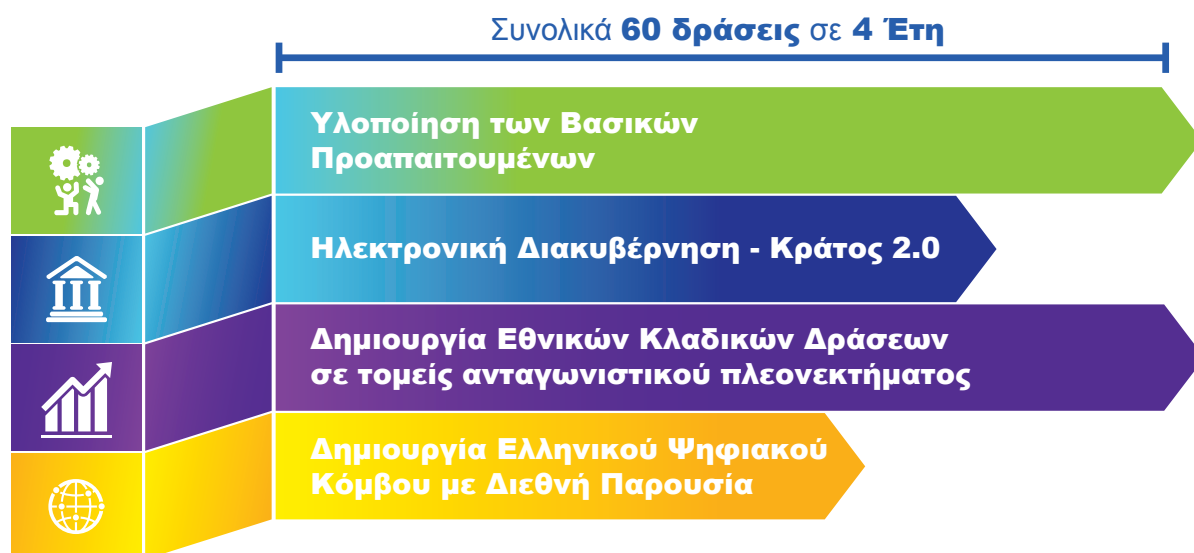 Συνολικά 60 δράσεις σε 4 Έτη
Υλοποίηση των Βασικών
Προαπαιτουμένων
Ηλεκτρονική Διακυβέρνηση - Κράτος 2.0
Δημιουργία Εθνικών Κλαδικών Δράσεων
σε τομείς ανταγωνιστικού πλεονεκτήματος
Δημιουργία Ελληνικού Ψηφιακού
Κόμβου με Διεθνή Παρουσία